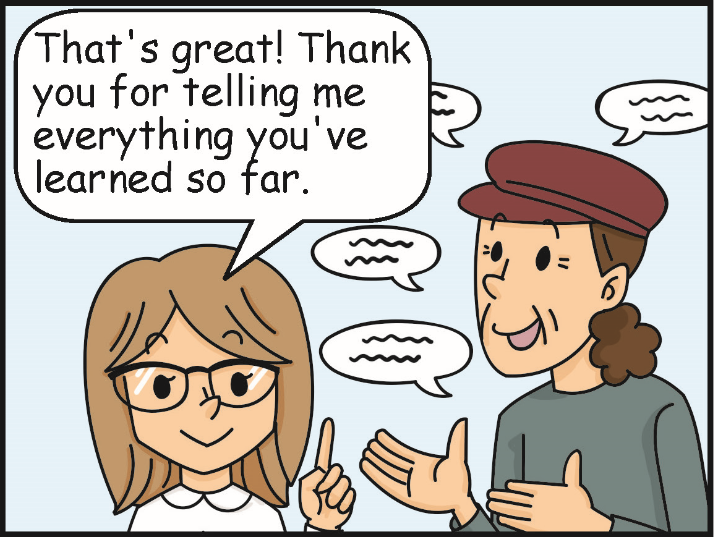 That's great! Thank
you for telling me
everything you've
learned so far.